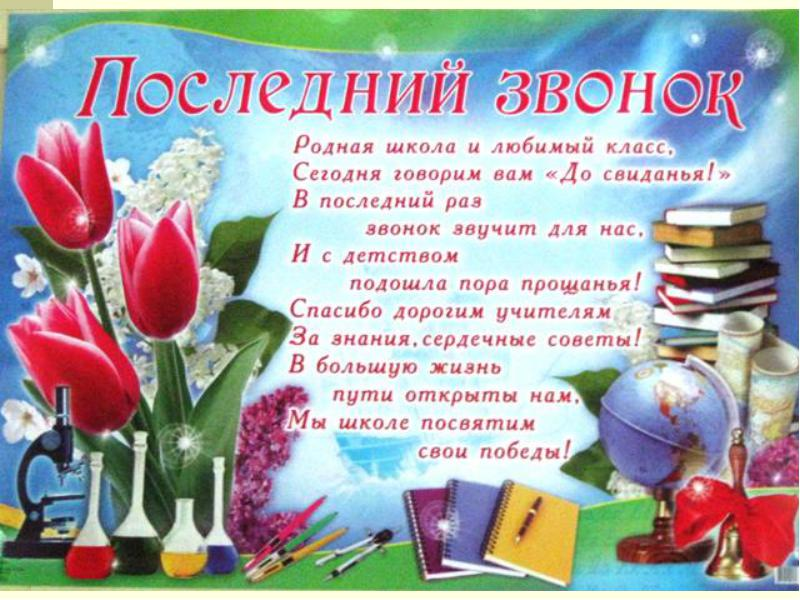 Последний звонок
Родная школа и любимый класс,
Сегодня говорим вам «До свиданья!»
В последний раз
звонок звучит для нас,
И с детством
подошла пора прощанья!
Спасибо дорогим учителям
За знания, сердечные советы!
В большую жизнь
пути открыты нам,
Мы школе посвятим
свои победы!